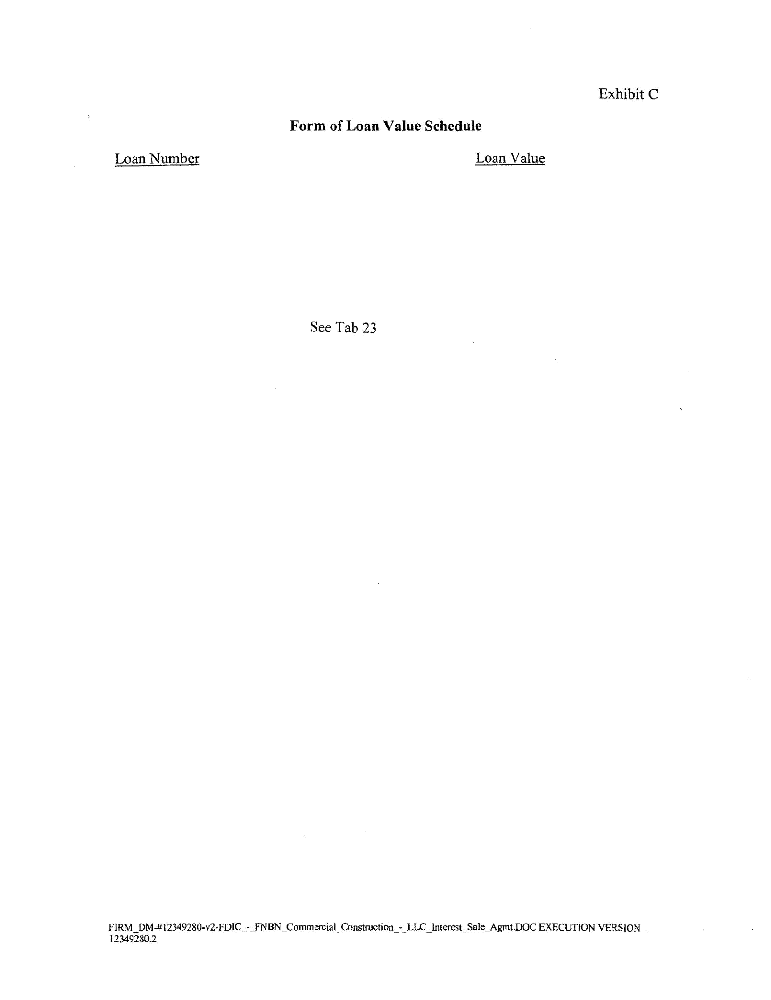 Exhibit C
Form of Loan Value Schedule
Loan Number Loan Value
See Tab 23
FIRM_DM-#12349280-v2-FDIC_-_FNBN_Commercial_Construction_-_LLC_Interest_Sale_Agmt.DOC EXECUTION VERSION
12349280.2